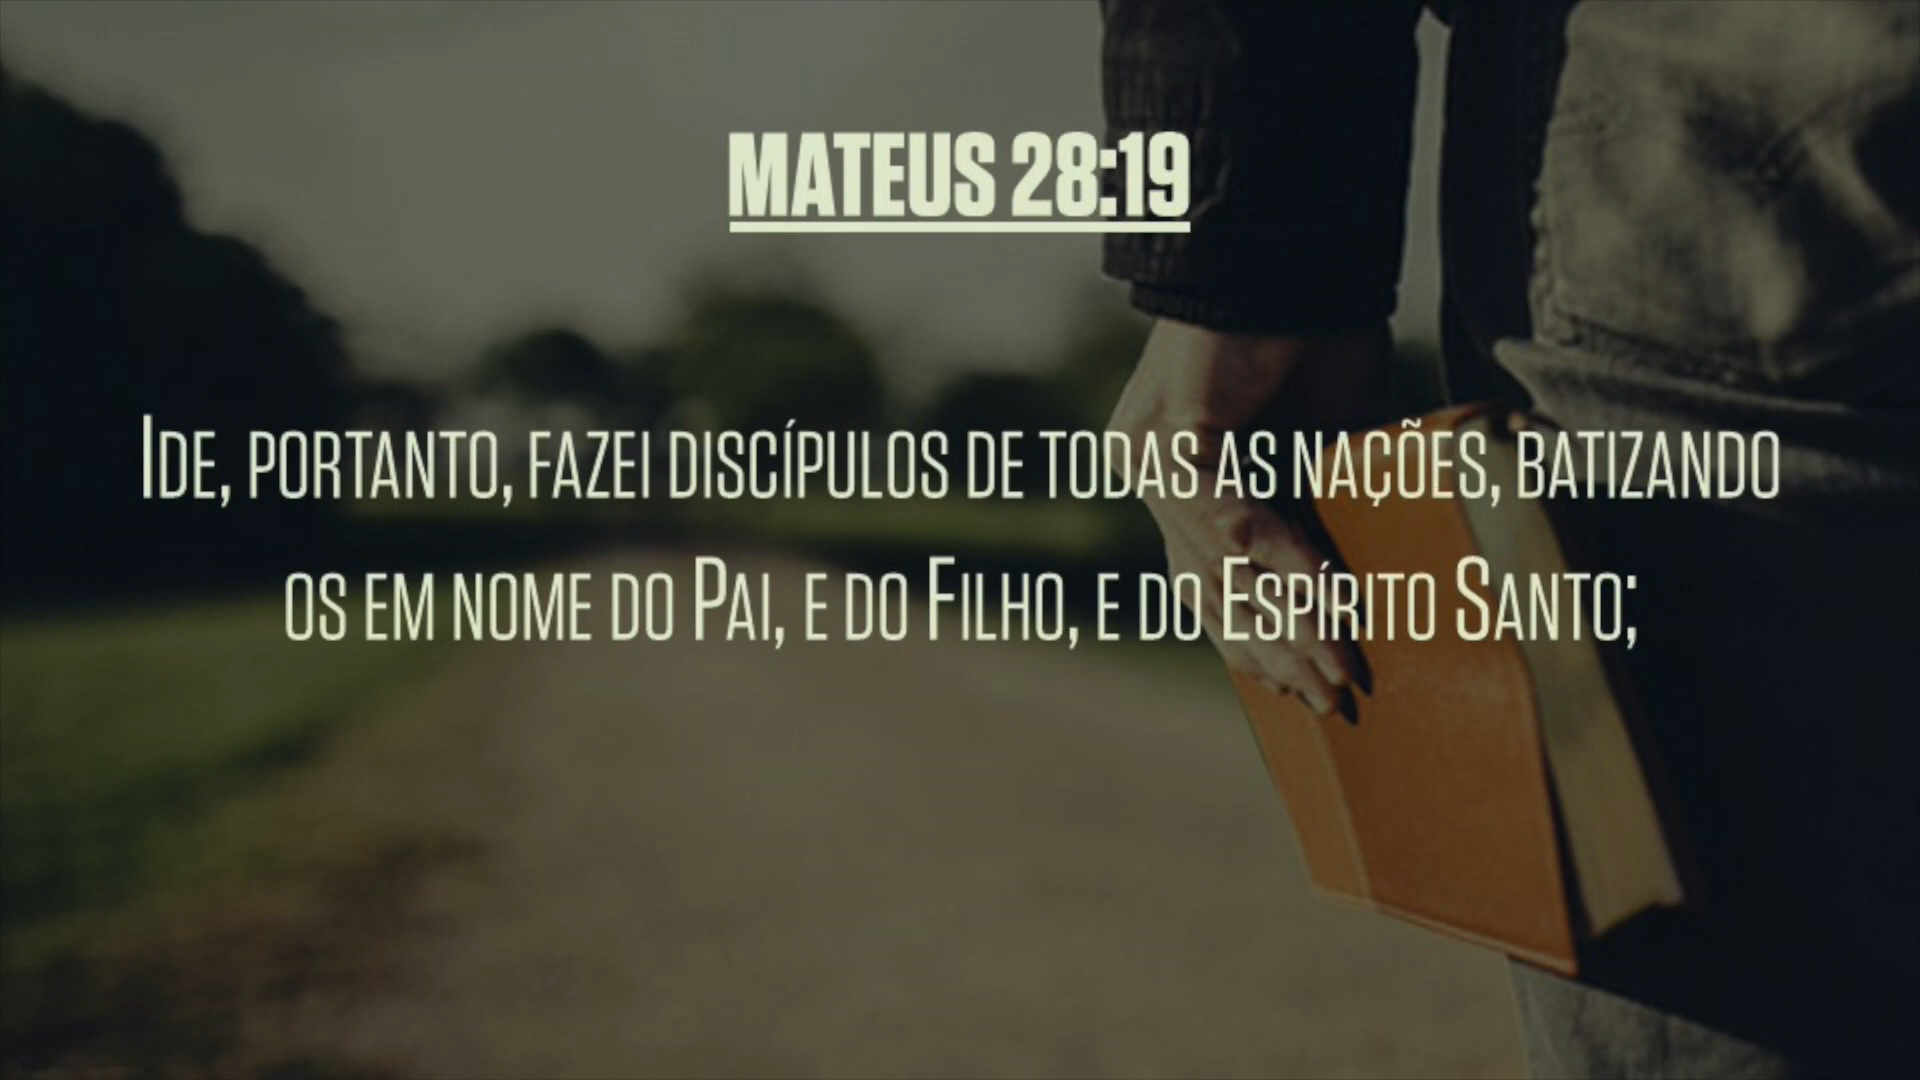 MATEUS 28:19
Ide, portanto, fazei discípulos de todas as nações, batizando
os em nome do Pai, e do Filho, e do Espírito Santo;